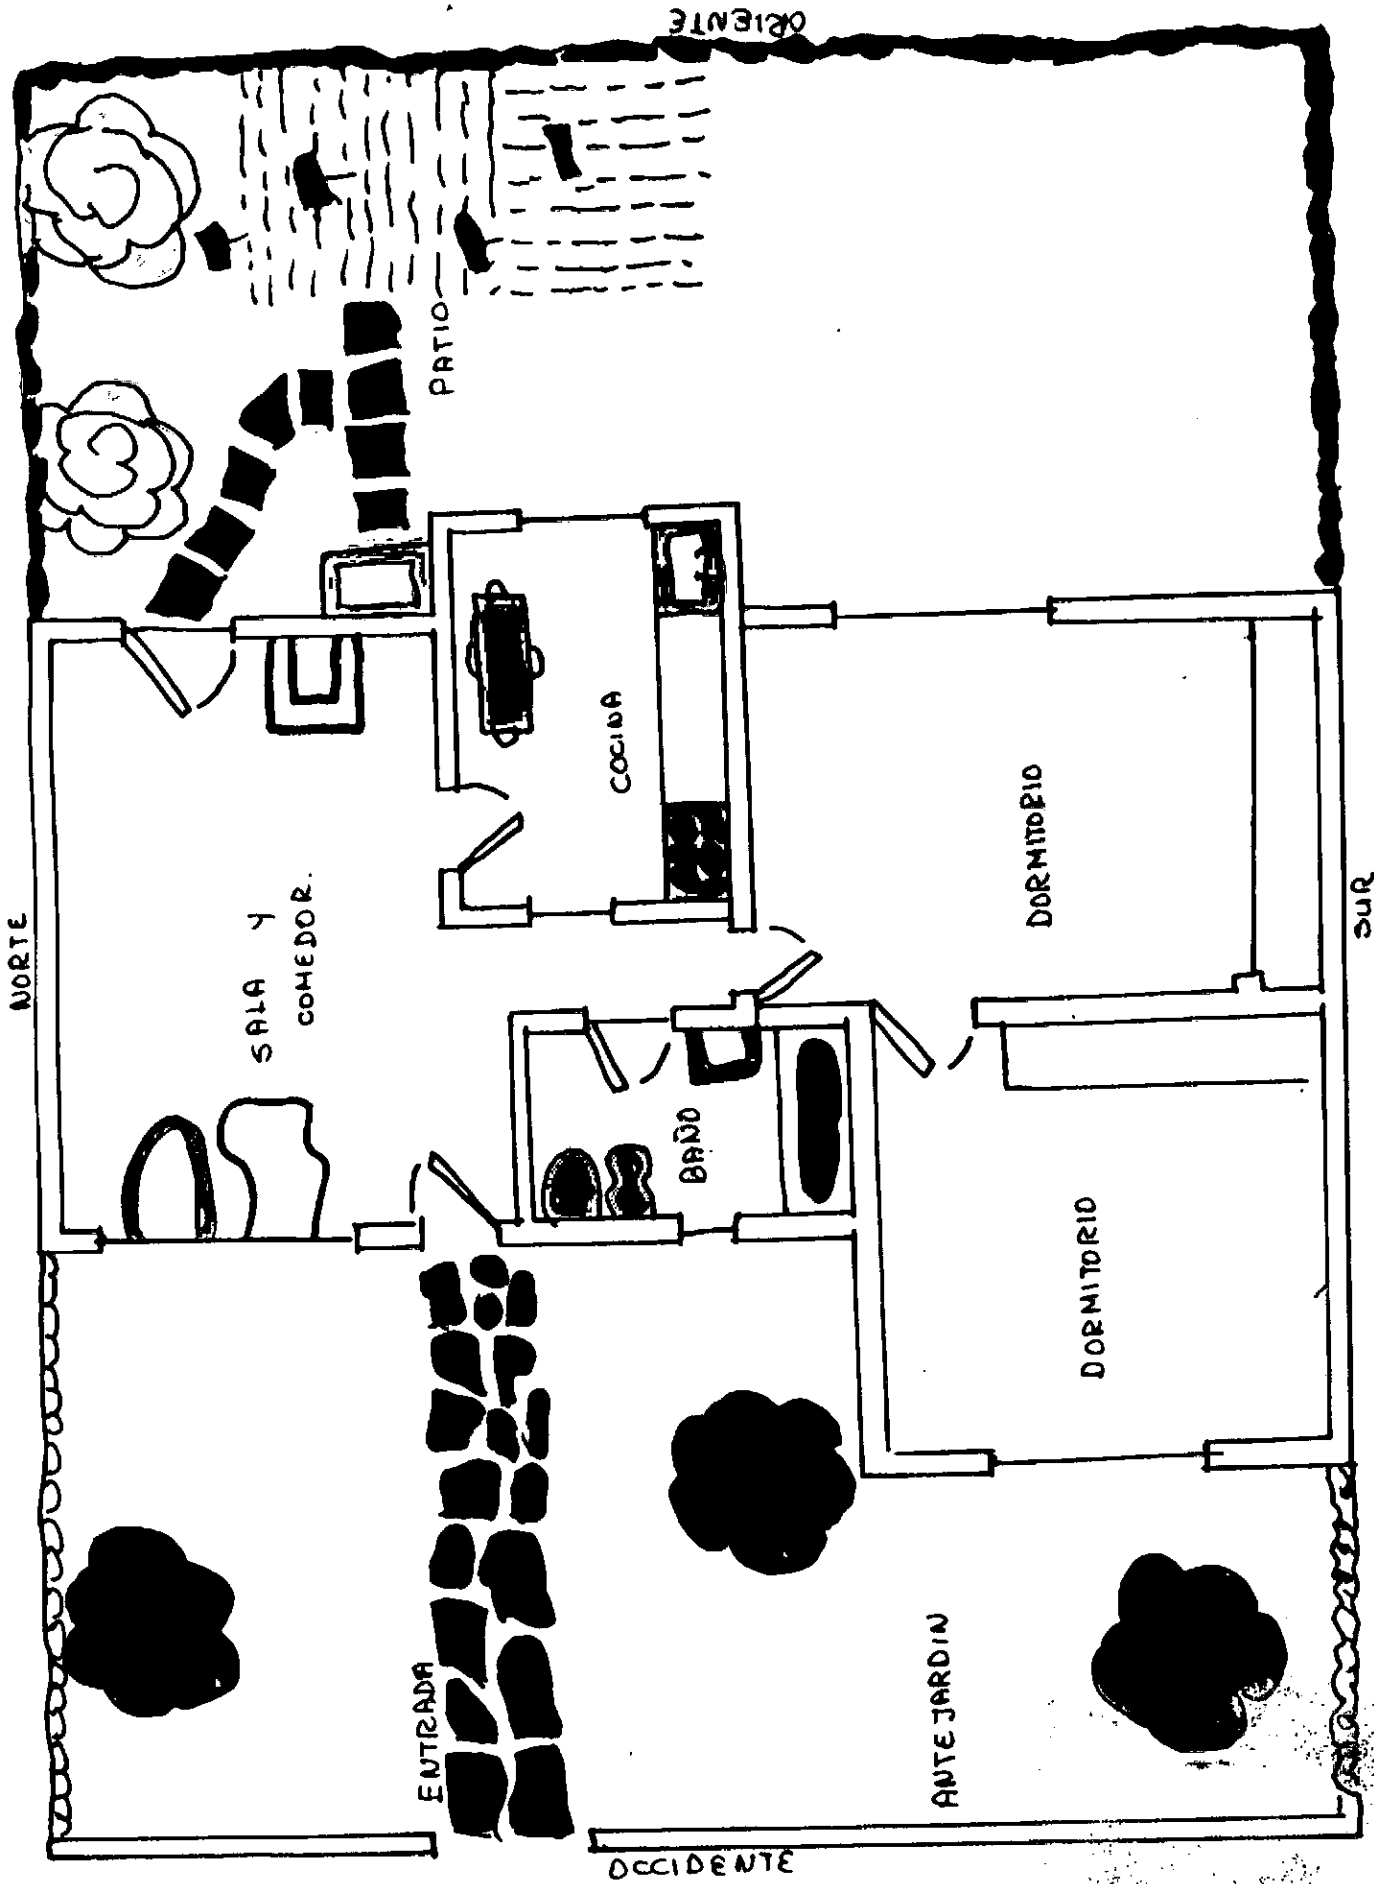 ORIENTE
PATIO
NORTE
SALA Y
COMEDOR.
COCINA
DORMITORIO
SUR
BAÑO
DORMITORIO
ENTRADA
ANTEJARDIN
OCCIDENTE